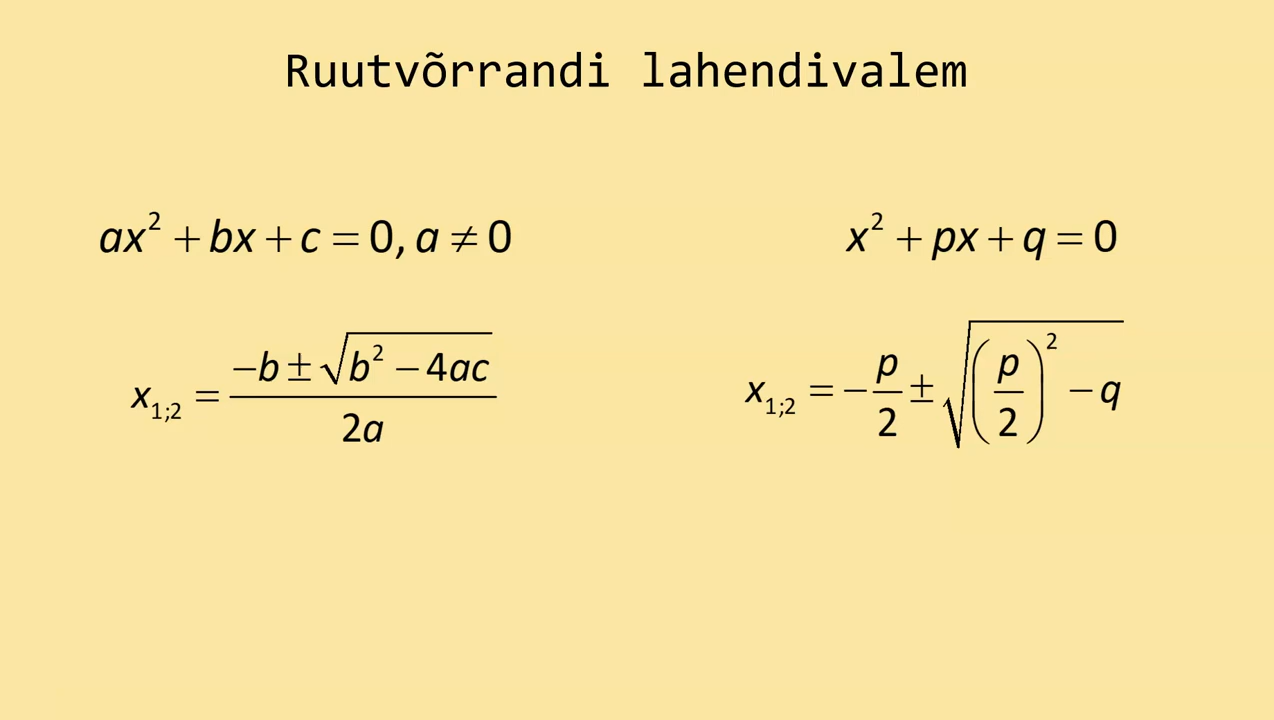 Ruutvõrrandi lahendivalem
ax² + bx + c = 0, a ≠ 0
x₁;₂ = (−b ± √(b² − 4ac)) / 2a
x² + px + q = 0
x₁;₂ = −p/2 ± √((p/2)² − q)